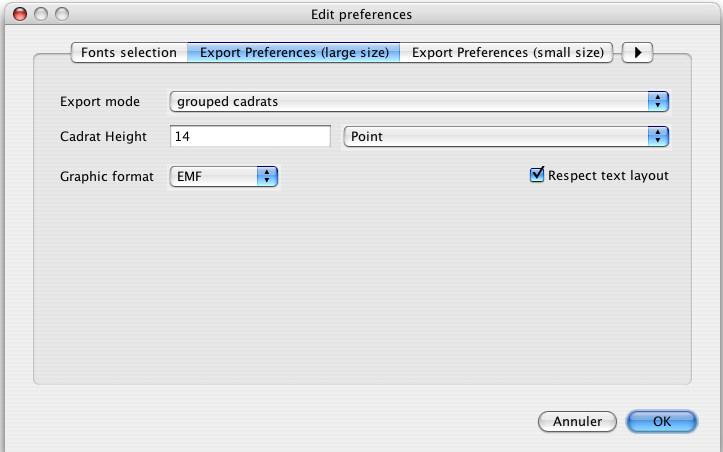 Edit preferences
Fonts selection Export Preferences (large size) Export Preferences (small size)
Export mode grouped cadrats
Cadrat Height 14 Point
Graphic format EMF Respect text layout
Annuler OK